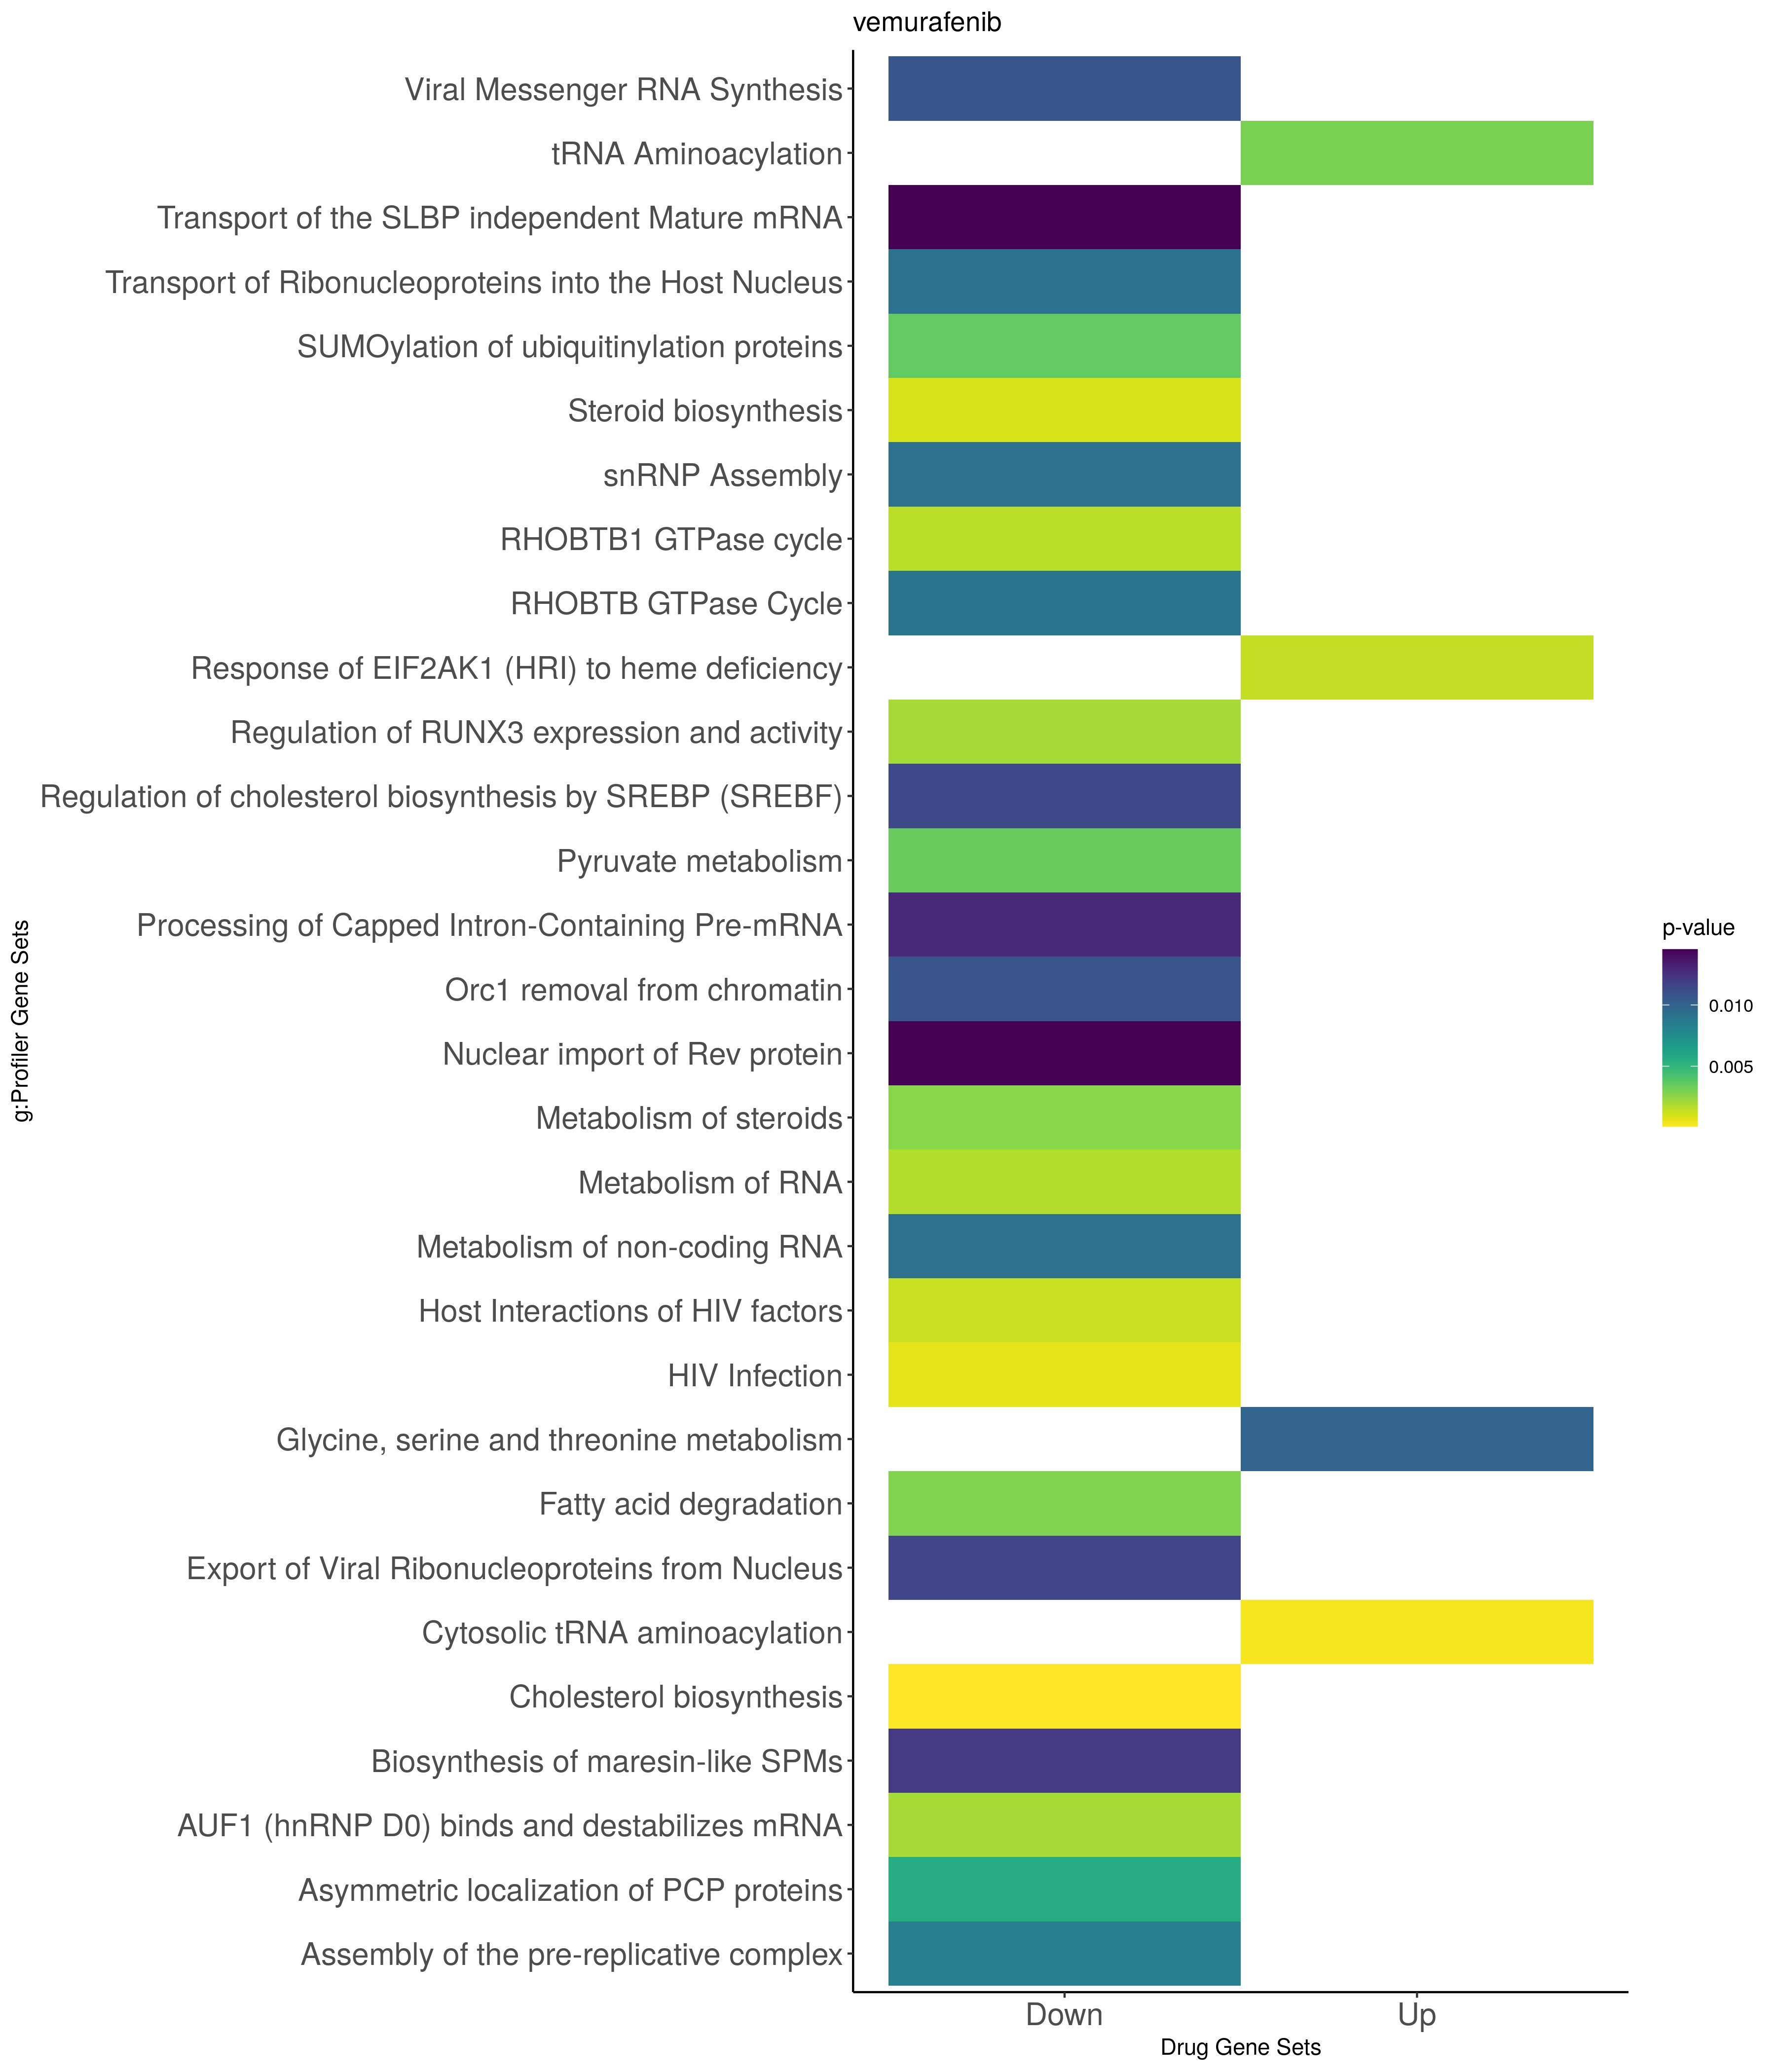 vemurafenib
Viral Messenger RNA Synthesis
tRNA Aminoacylation
Transport of the SLBP independent Mature mRNA
Transport of Ribonucleoproteins into the Host Nucleus
SUMOylation of ubiquitinylation proteins
Steroid biosynthesis
snRNP Assembly
RHOBTB1 GTPase cycle
RHOBTB GTPase Cycle
Response of EIF2AK1 (HRI) to heme deficiency
Regulation of RUNX3 expression and activity
Regulation of cholesterol biosynthesis by SREBP (SREBF)
Pyruvate metabolism
Processing of Capped Intron-Containing Pre-mRNA
Orc1 removal from chromatin
Nuclear import of Rev protein
Metabolism of steroids
Metabolism of RNA
Metabolism of non-coding RNA
Host Interactions of HIV factors
HIV Infection
Glycine, serine and threonine metabolism
Fatty acid degradation
Export of Viral Ribonucleoproteins from Nucleus
Cytosolic tRNA aminoacylation
Cholesterol biosynthesis
Biosynthesis of maresin-like SPMs
AUF1 (hnRNP D0) binds and destabilizes mRNA
Asymmetric localization of PCP proteins
Assembly of the pre-replicative complex
g:Profiler Gene Sets
Down
Up
Drug Gene Sets
p-value
0.010
0.005